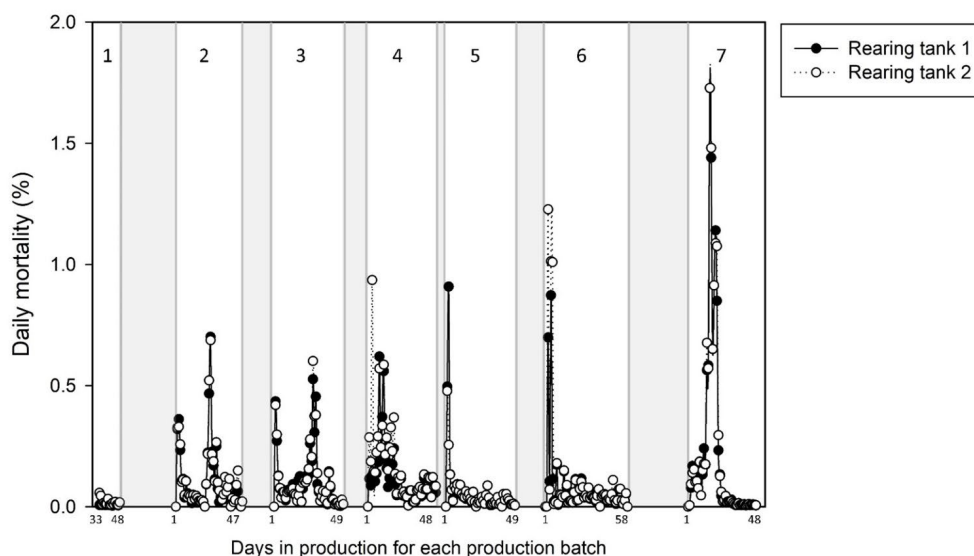 2.0
1.5
1.0
0.5
0.0
Daily mortality (%)
1 2 3 4 5 6 7
Rearing tank 1
Rearing tank 2
33 48 1 47 1 49 1 48 1 49 1 58 1 48
Days in production for each production batch